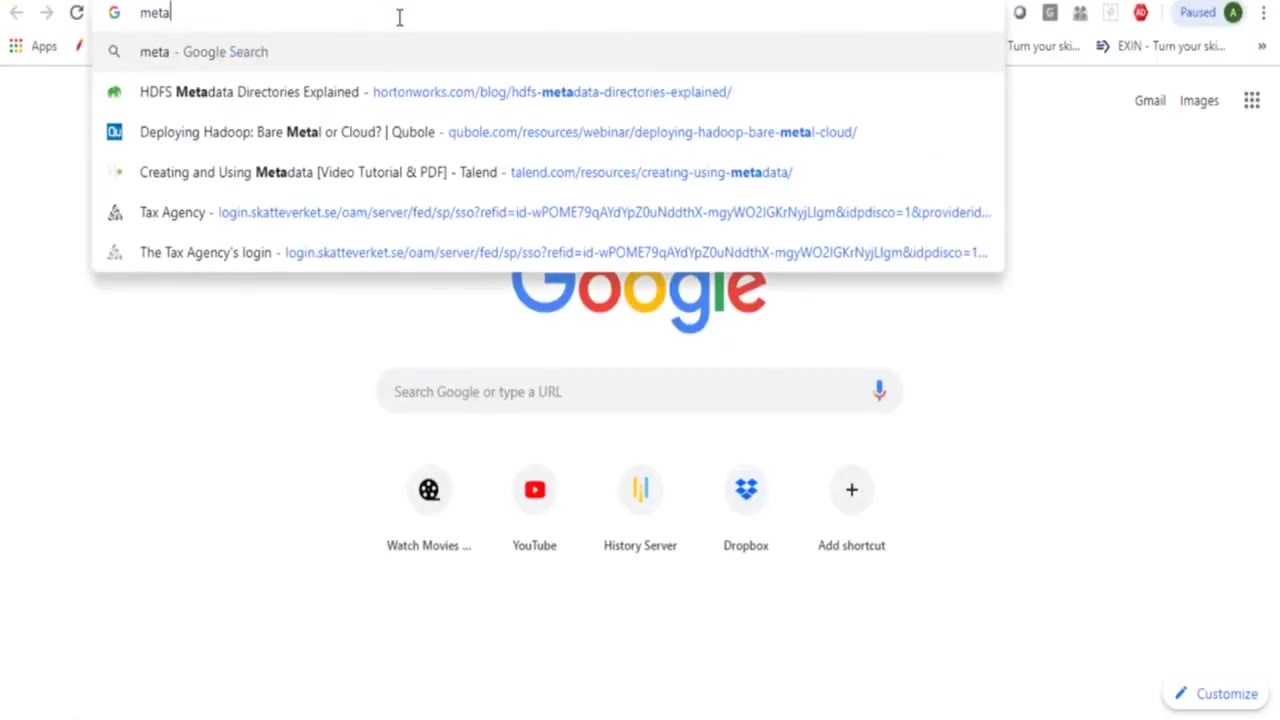 meta
Paused A
meta - Google Search
Apps
Turn your ski...
EXIN - Turn your ski...
HDFS Metadata Directories Explained - hortonworks.com/blog/hdfs-metadata-directories-explained/
Gmail Images
Deploying Hadoop: Bare Metal or Cloud? | Qubole - qubole.com/resources/webinar/deploying-hadoop-bare-metal-cloud/
Creating and Using Metadata [Video Tutorial & PDF] - Talend - talend.com/resources/creating-using-metadata/
Tax Agency - login.skatteverket.se/oam/server/fed/sp/sso?refid=id-wPOME79qAYdYpZ0uNddthX-mgyWO2IGKrNyjLIgm&idpdisco=1&providerid...
The Tax Agency's login - login.skatteverket.se/oam/server/fed/sp/sso?refid=id-wPOME79qAYdYpZ0uNddthX-mgyWO2IGKrNyjLIgm&idpdisco=1...
Google
Search Google or type a URL
Watch Movies ... YouTube History Server Dropbox Add shortcut
Customize